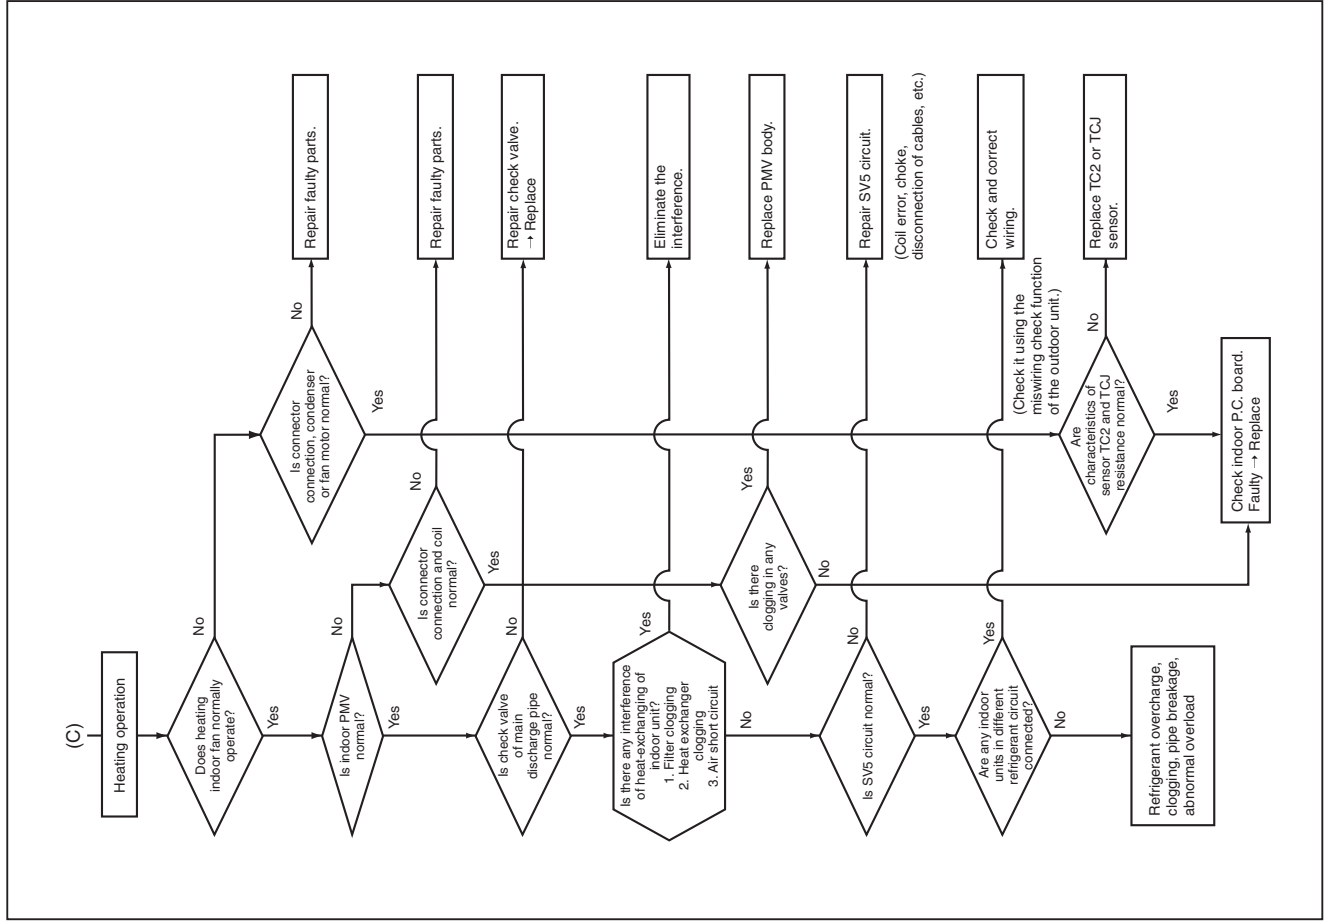 (C)
Heating operation
Does heating
indoor fan normally
operate?
No
Yes
Is connector
connection, condenser
or fan motor normal?
No
Yes
Repair faulty parts.
Is indoor PMV
normal?
No
Yes
Is connector
connection and coil
normal?
No
Yes
Repair faulty parts.
Is check valve
of main
discharge pipe
normal?
No
Yes
Repair check valve.
→ Replace
Is there any interference
of heat-exchanging of
indoor unit?
1. Filter clogging
2. Heat exchanger
clogging
3. Air short circuit
Yes
No
Eliminate the
interference.
Is there
clogging in any
valves?
Yes
No
Replace PMV body.
Is SV5 circuit normal?
No
Yes
Repair SV5 circuit.
(Coil error, choke,
disconnection of cables, etc.)
Are any indoor
units in different
refrigerant circuit
connected?
Yes
No
Check and correct
wiring.
(Check it using the
miswiring check function
of the outdoor unit.)
Are
characteristics of
sensor TC2 and TCJ
resistance normal?
No
Yes
Replace TC2 or TCJ
sensor.
Refrigerant overcharge,
clogging, pipe breakage,
abnormal overload
Check indoor P.C. board.
Faulty → Replace